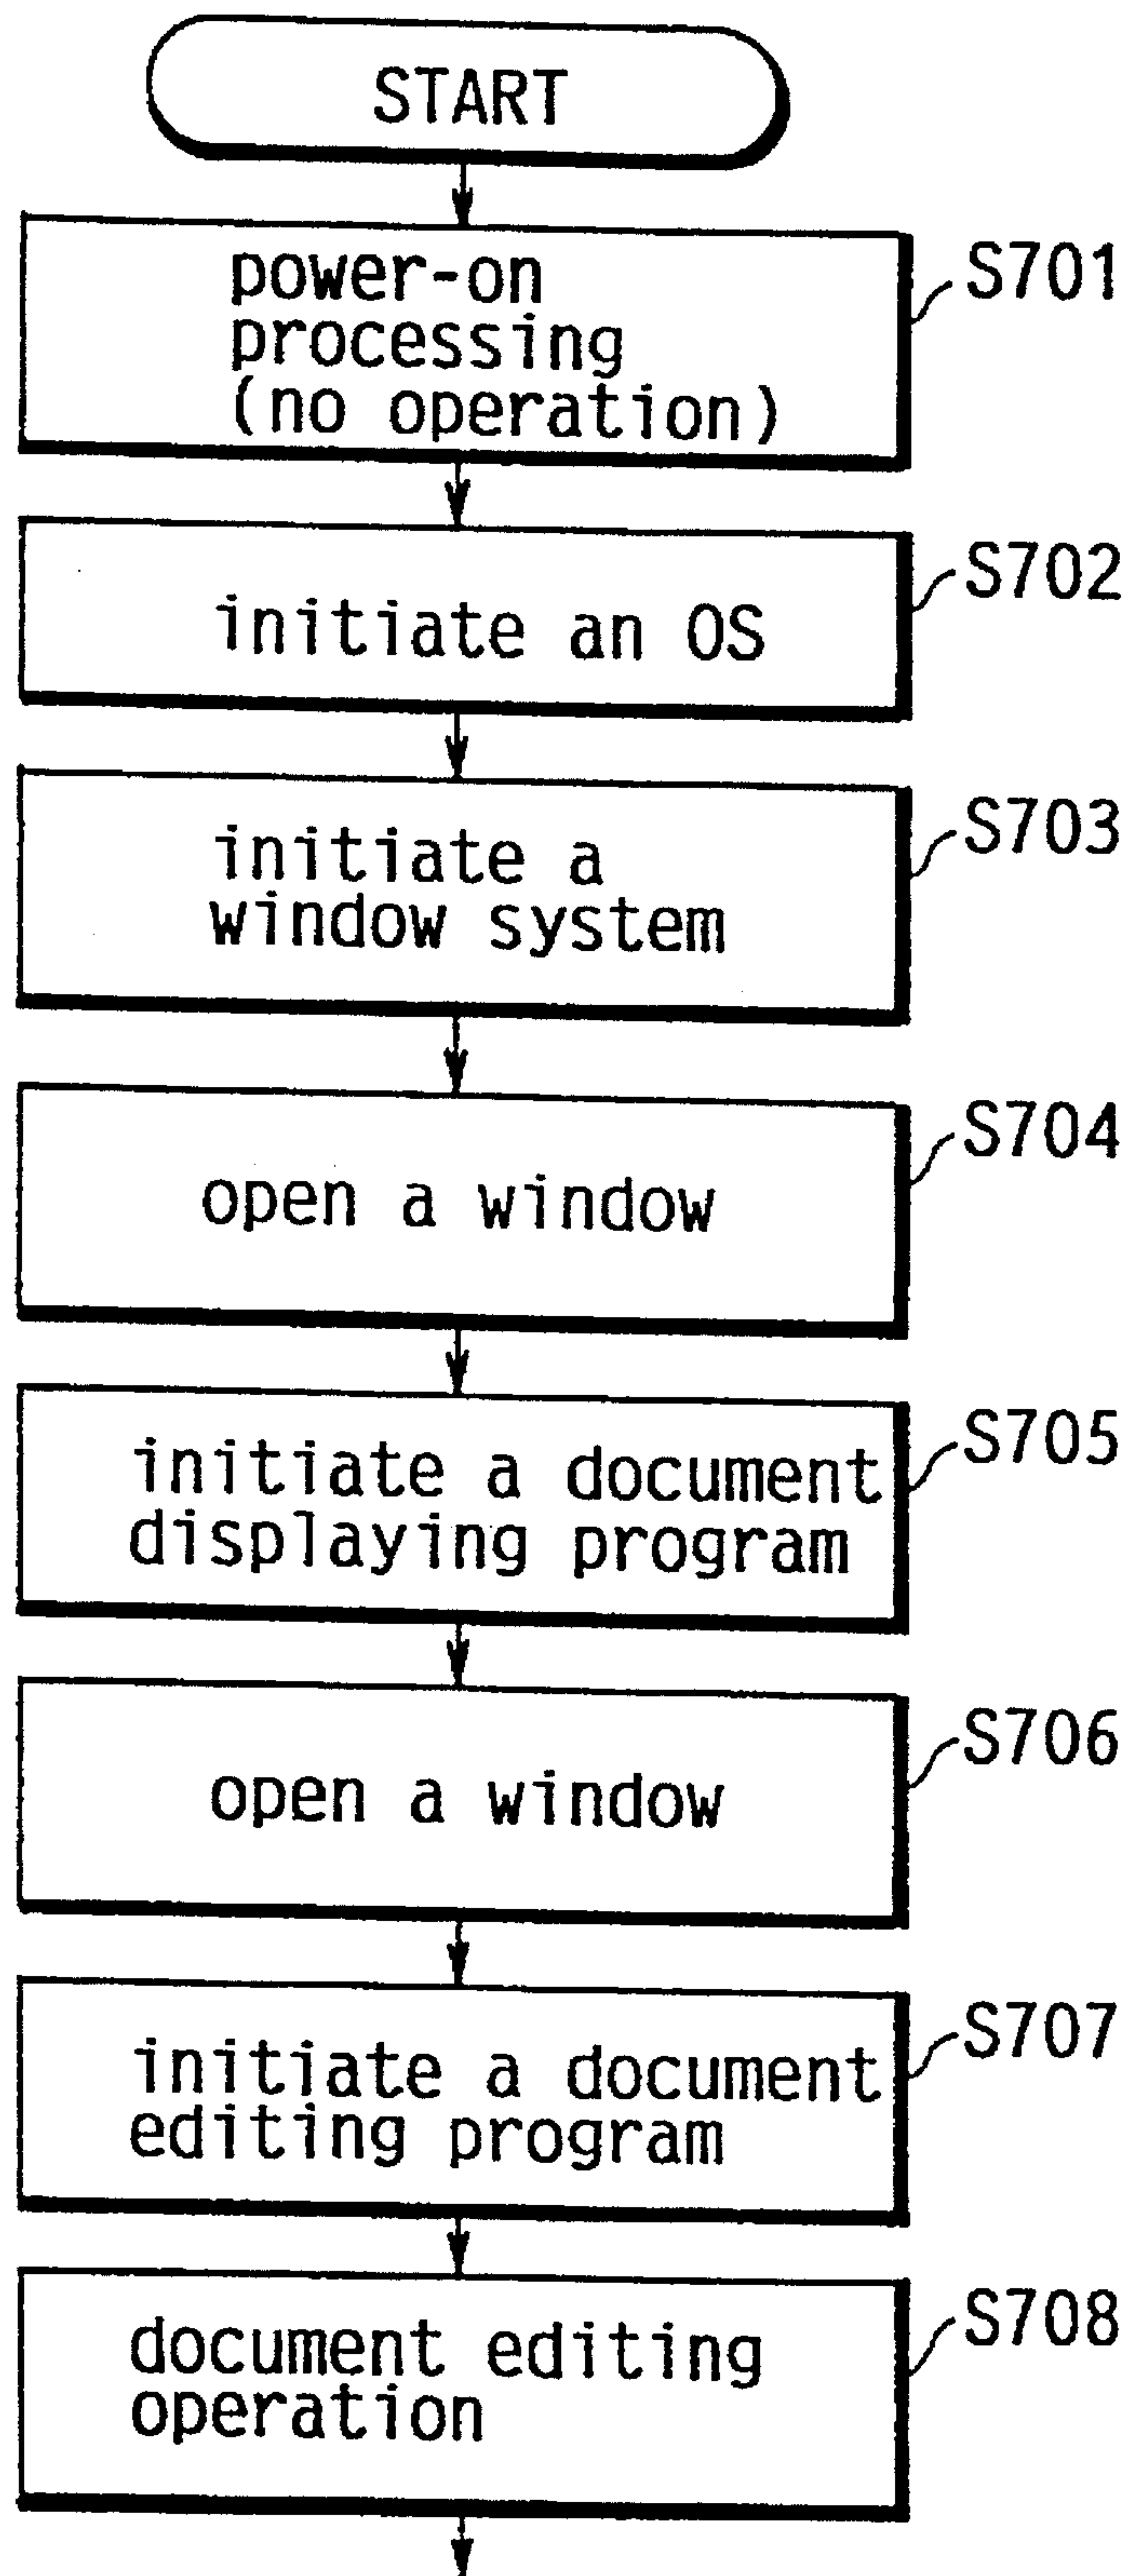 START
power-on
processing
(no operation)
S701
initiate an OS
S702
initiate a
window system
S703
open a window
S704
initiate a document
displaying program
S705
open a window
S706
initiate a document
editing program
S707
document editing
operation
S708